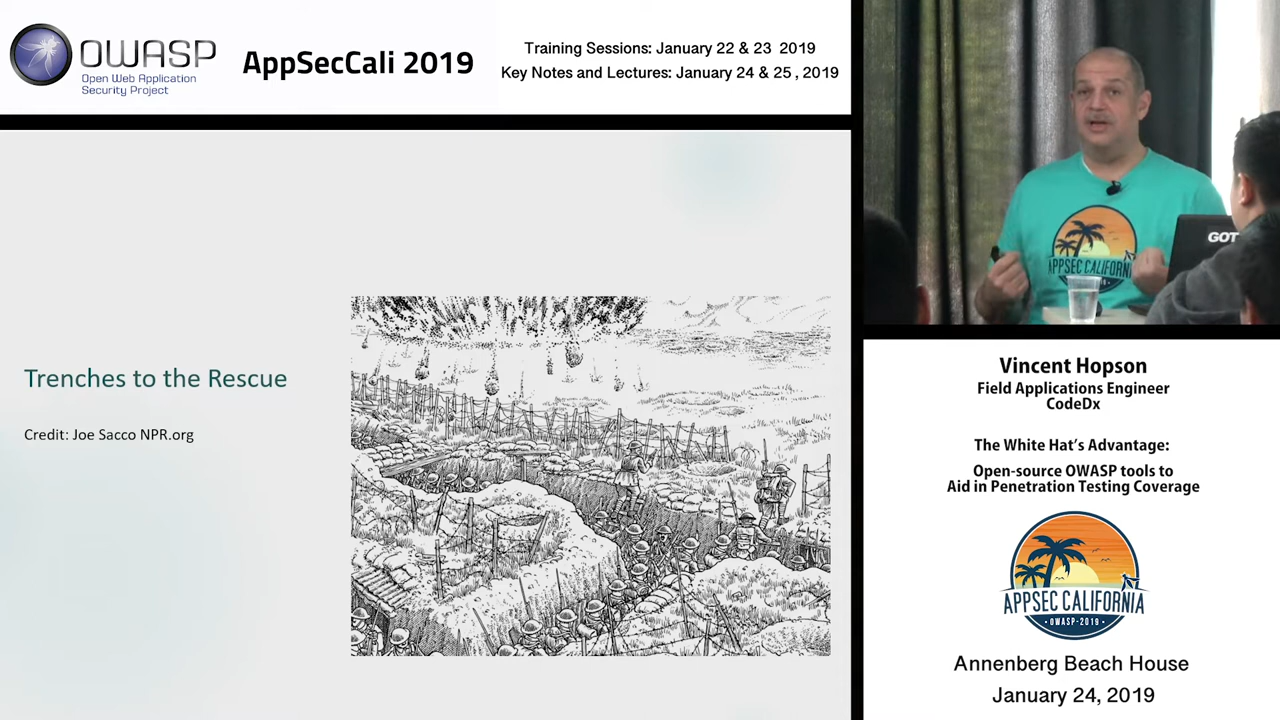 OWASP
Open Web Application
Security Project
AppSecCali 2019
Training Sessions: January 22 & 23 2019
Key Notes and Lectures: January 24 & 25, 2019
Trenches to the Rescue
Credit: Joe Sacco NPR.org
APPSEC CALIFORNIA
GOT
Vincent Hopson
Field Applications Engineer
CodeDx
The White Hat's Advantage:
Open-source OWASP tools to
Aid in Penetration Testing Coverage
APPSEC CALIFORNIA
• OWASP-2019 •
Annenberg Beach House
January 24, 2019